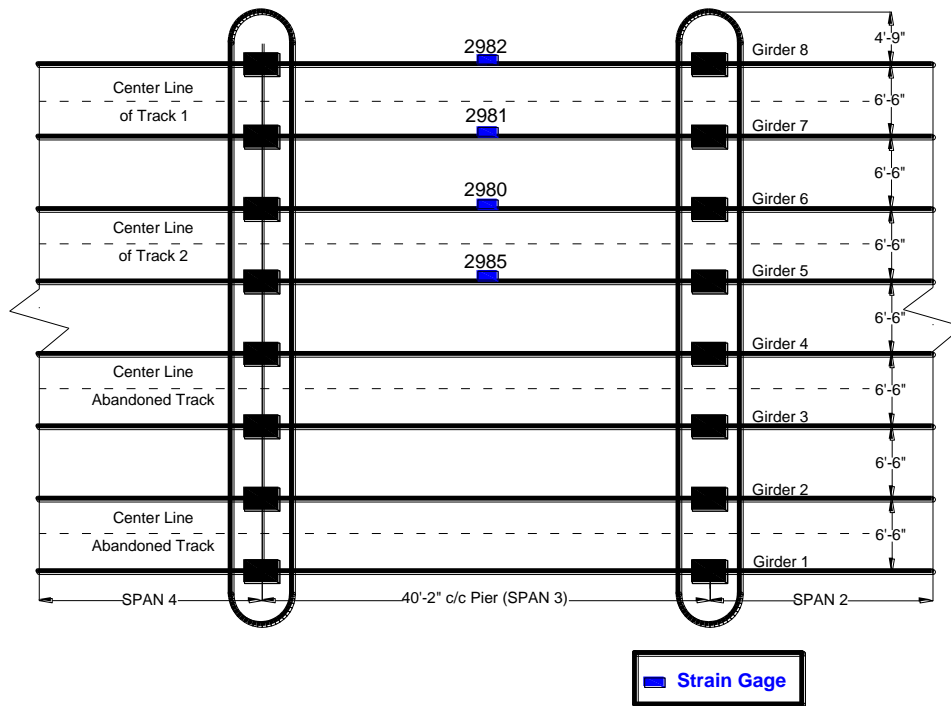 4'-9"
2982
Girder 8
Center Line
of Track 1
6'-6"
2981
Girder 7
6'-6"
2980
Girder 6
Center Line
of Track 2
6'-6"
2985
Girder 5
6'-6"
Girder 4
Center Line
Abandoned Track
6'-6"
Girder 3
6'-6"
Girder 2
Center Line
Abandoned Track
6'-6"
Girder 1
SPAN 4
40'-2" c/c Pier (SPAN 3)
SPAN 2
Strain Gage